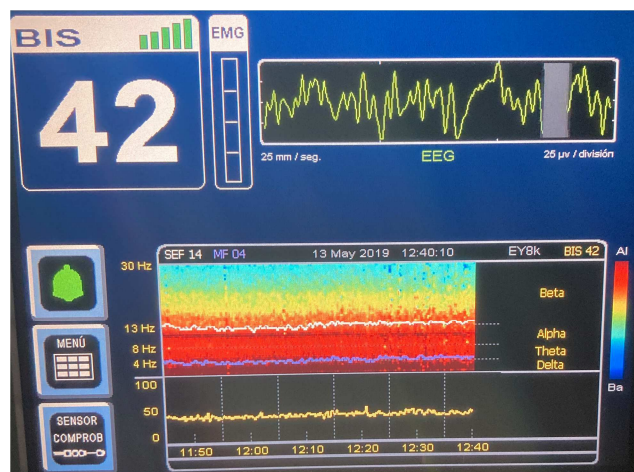 BIS
EMG
42
25 mm / seg.
EEG
25 µv / división
SEF 14 MF 04 13 May 2019 12:40:10 EY8k BIS 42
Al
30 Hz
Beta
13 Hz
Alpha
8 Hz
Theta
4 Hz
Delta
Ba
MENÚ
100
50
0
SENSOR
COMPROB
11:50 12:00 12:10 12:20 12:30 12:40